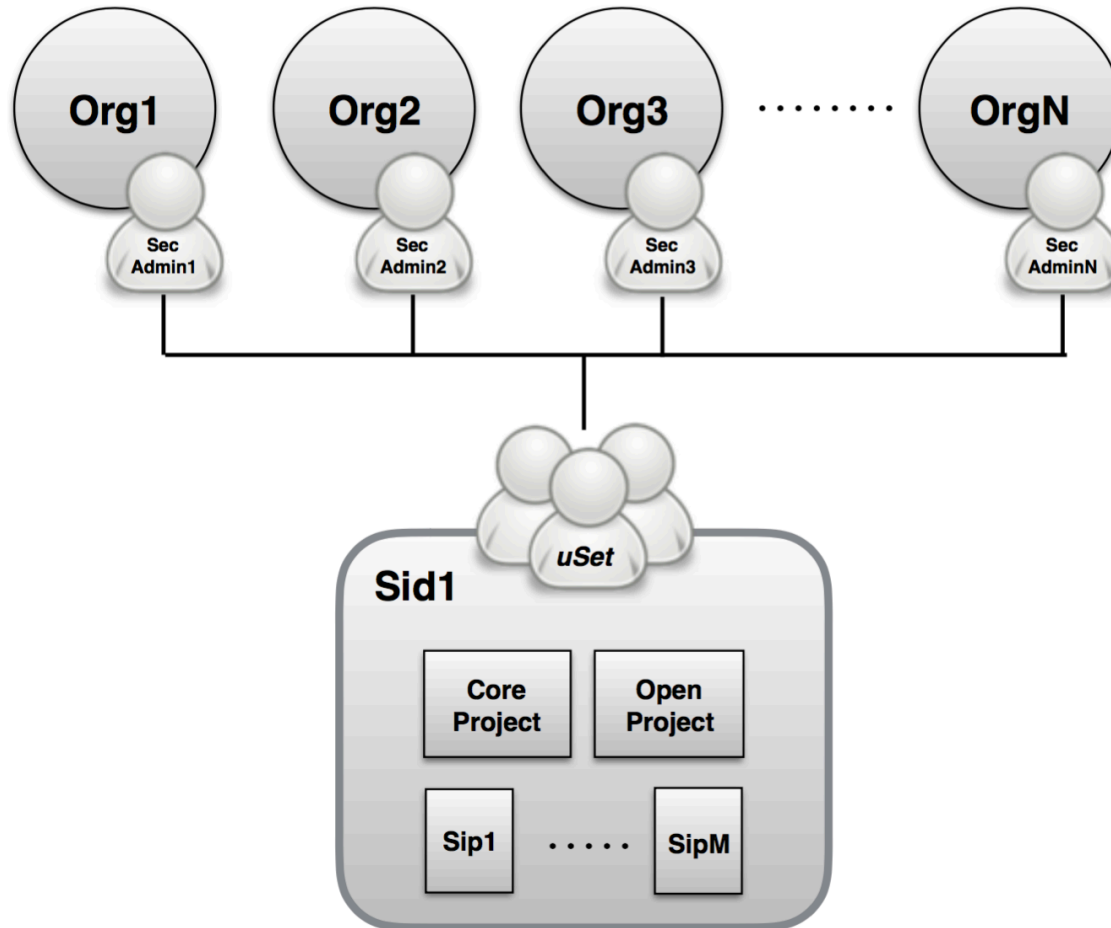 Org1
Org2
Org3
........
OrgN
Sec
Admin1
Sec
Admin2
Sec
Admin3
Sec
AdminN
uSet
Sid1
Core
Project
Open
Project
Sip1
.....
SipM